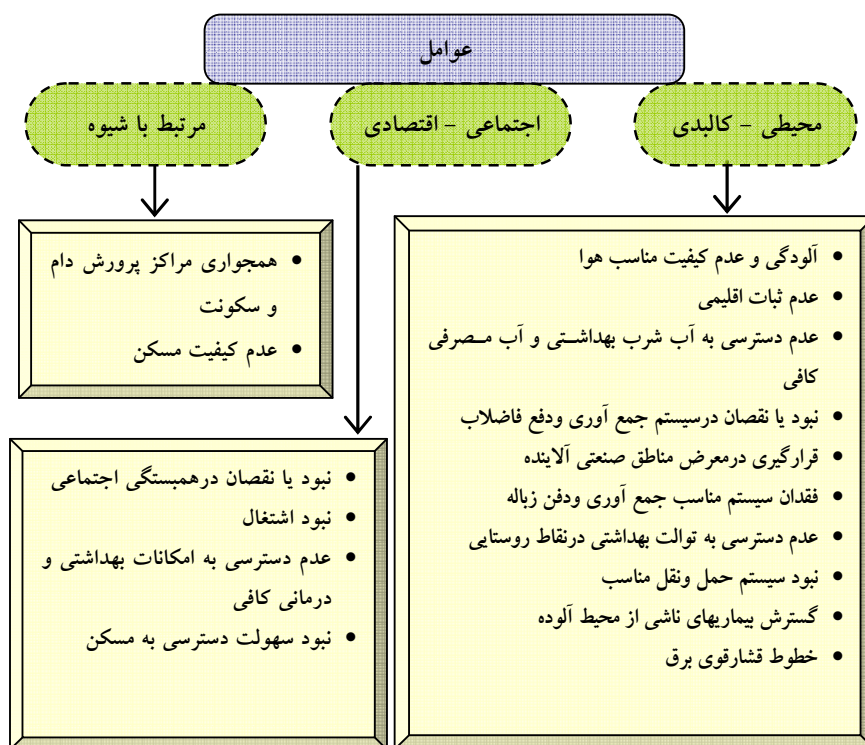 عوامل
محیطی – کالبدی
اجتماعی – اقتصادی
مرتبط با شیوه
• آلودگی و عدم کیفیت مناسب هوا
• عدم ثبات اقلیمی
• عدم دسترسی به آب شرب بهداشـتی و آب مـصرفی
کافی
• نبود یا نقصان درسیستم جمع آوری ودفع فاضلاب
• قرارگیری درمعرض مناطق صنعتی آلاینده
• فقدان سیستم مناسب جمع آوری ودفن زباله
• عدم دسترسی به توالت بهداشتی درنقاط روستایی
• نبود سیستم حمل ونقل مناسب
• گسترش بیماریهای ناشی از محیط آلوده
• خطوط فشارقوی برق
• نبود یا نقصان درهمبستگی اجتماعی
• نبود اشتغال
• عدم دسترسی به امکانات بهداشتی و
درمانی کافی
• نبود سهولت دسترسی به مسکن
• همجواری مراکز پرورش دام
و سکونت
• عدم کیفیت مسکن